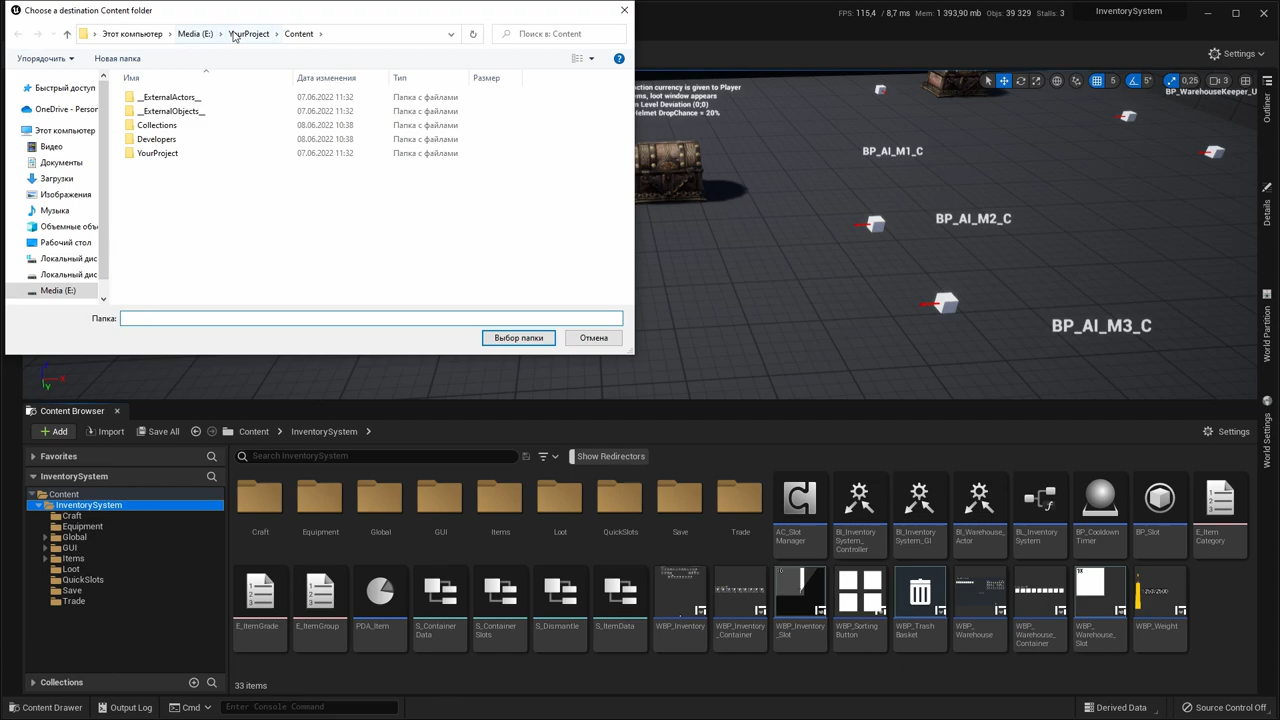 Choose a destination Content folder
FPS: 115,4 / 8,7 ms Mem: 1 393,90 mb Objs: 39 329 Stalls: 3
InventorySystem
Этот компьютер
Media (E:)
YourProject
Content
Поиск в: Content
Settings
Упорядочить
Новая папка
Имя
Дата изменения
Тип
Размер
Быстрый доступ
OneDrive - Person
Этот компьютер
Видео
Документы
Загрузки
Изображения
Музыка
Объемные объ
Рабочий стол
Локальный дис
Локальный дис
Media (E:)
__ExternalActors__ 07.06.2022 11:32 Папка с файлами
__ExternalObjects__ 07.06.2022 11:32 Папка с файлами
Collections 08.06.2022 10:38 Папка с файлами
Developers 08.06.2022 10:38 Папка с файлами
YourProject 07.06.2022 11:32 Папка с файлами
Папка:
Выбор папки
Отмена
action currency is given to Player
ems, loot window appears
on Level Deviation (0;0)
Helmet DropChance = 20%
5
5°
0,25
3
BP_WarehouseKeeper_U
BP_AI_M1_C
BP_AI_M2_C
BP_AI_M3_C
Outliner
Details
World Partition
World Settings
X
Y
Content Browser
Add
Import
Save All
Content
InventorySystem
Settings
Favorites
InventorySystem
Content
InventorySystem
Craft
Equipment
Global
GUI
Items
Loot
QuickSlots
Save
Trade
Collections
Search InventorySystem
Show Redirectors
Craft
Equipment
Global
GUI
Items
Loot
QuickSlots
Save
Trade
AC_Slot
Manager
BI_Inventory
System_
Controller
BI_Inventory
System_GI
BI_Warehouse_
Actor
BL_Inventory
System
BP_Cooldown
Timer
BP_Slot
E_Item
Category
E_ItemGrade
E_ItemGroup
PDA_Item
S_Container
Data
S_Container
Slots
S_Dismantle
S_ItemData
WBP_Inventory
WBP_Inventory
_Container
WBP_Inventory
_Slot
WBP_Sorting
Button
WBP_Trash
Basket
WBP_
Warehouse
WBP_
Warehouse_
Container
WBP_
Warehouse_
Slot
WBP_Weight
33 items
Content Drawer
Output Log
Cmd
Enter Console Command
Derived Data
Source Control Off